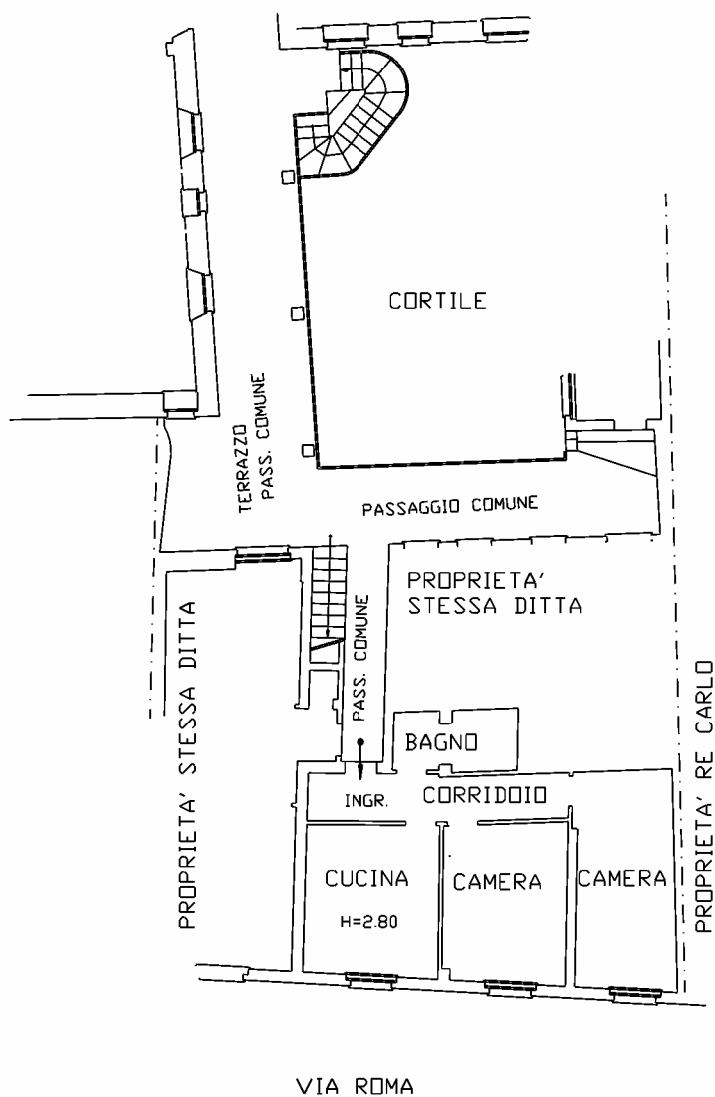 CORTILE
TERRAZZO
PASS. COMUNE
PASSAGGIO COMUNE
PROPRIETA'
STESSA DITTA
PROPRIETA' STESSA DITTA
PASS. COMUNE
PROPRIETA' RE CARLO
BAGNO
INGR.
CORRIDOIO
CUCINA
H=2.80
CAMERA
CAMERA
VIA ROMA